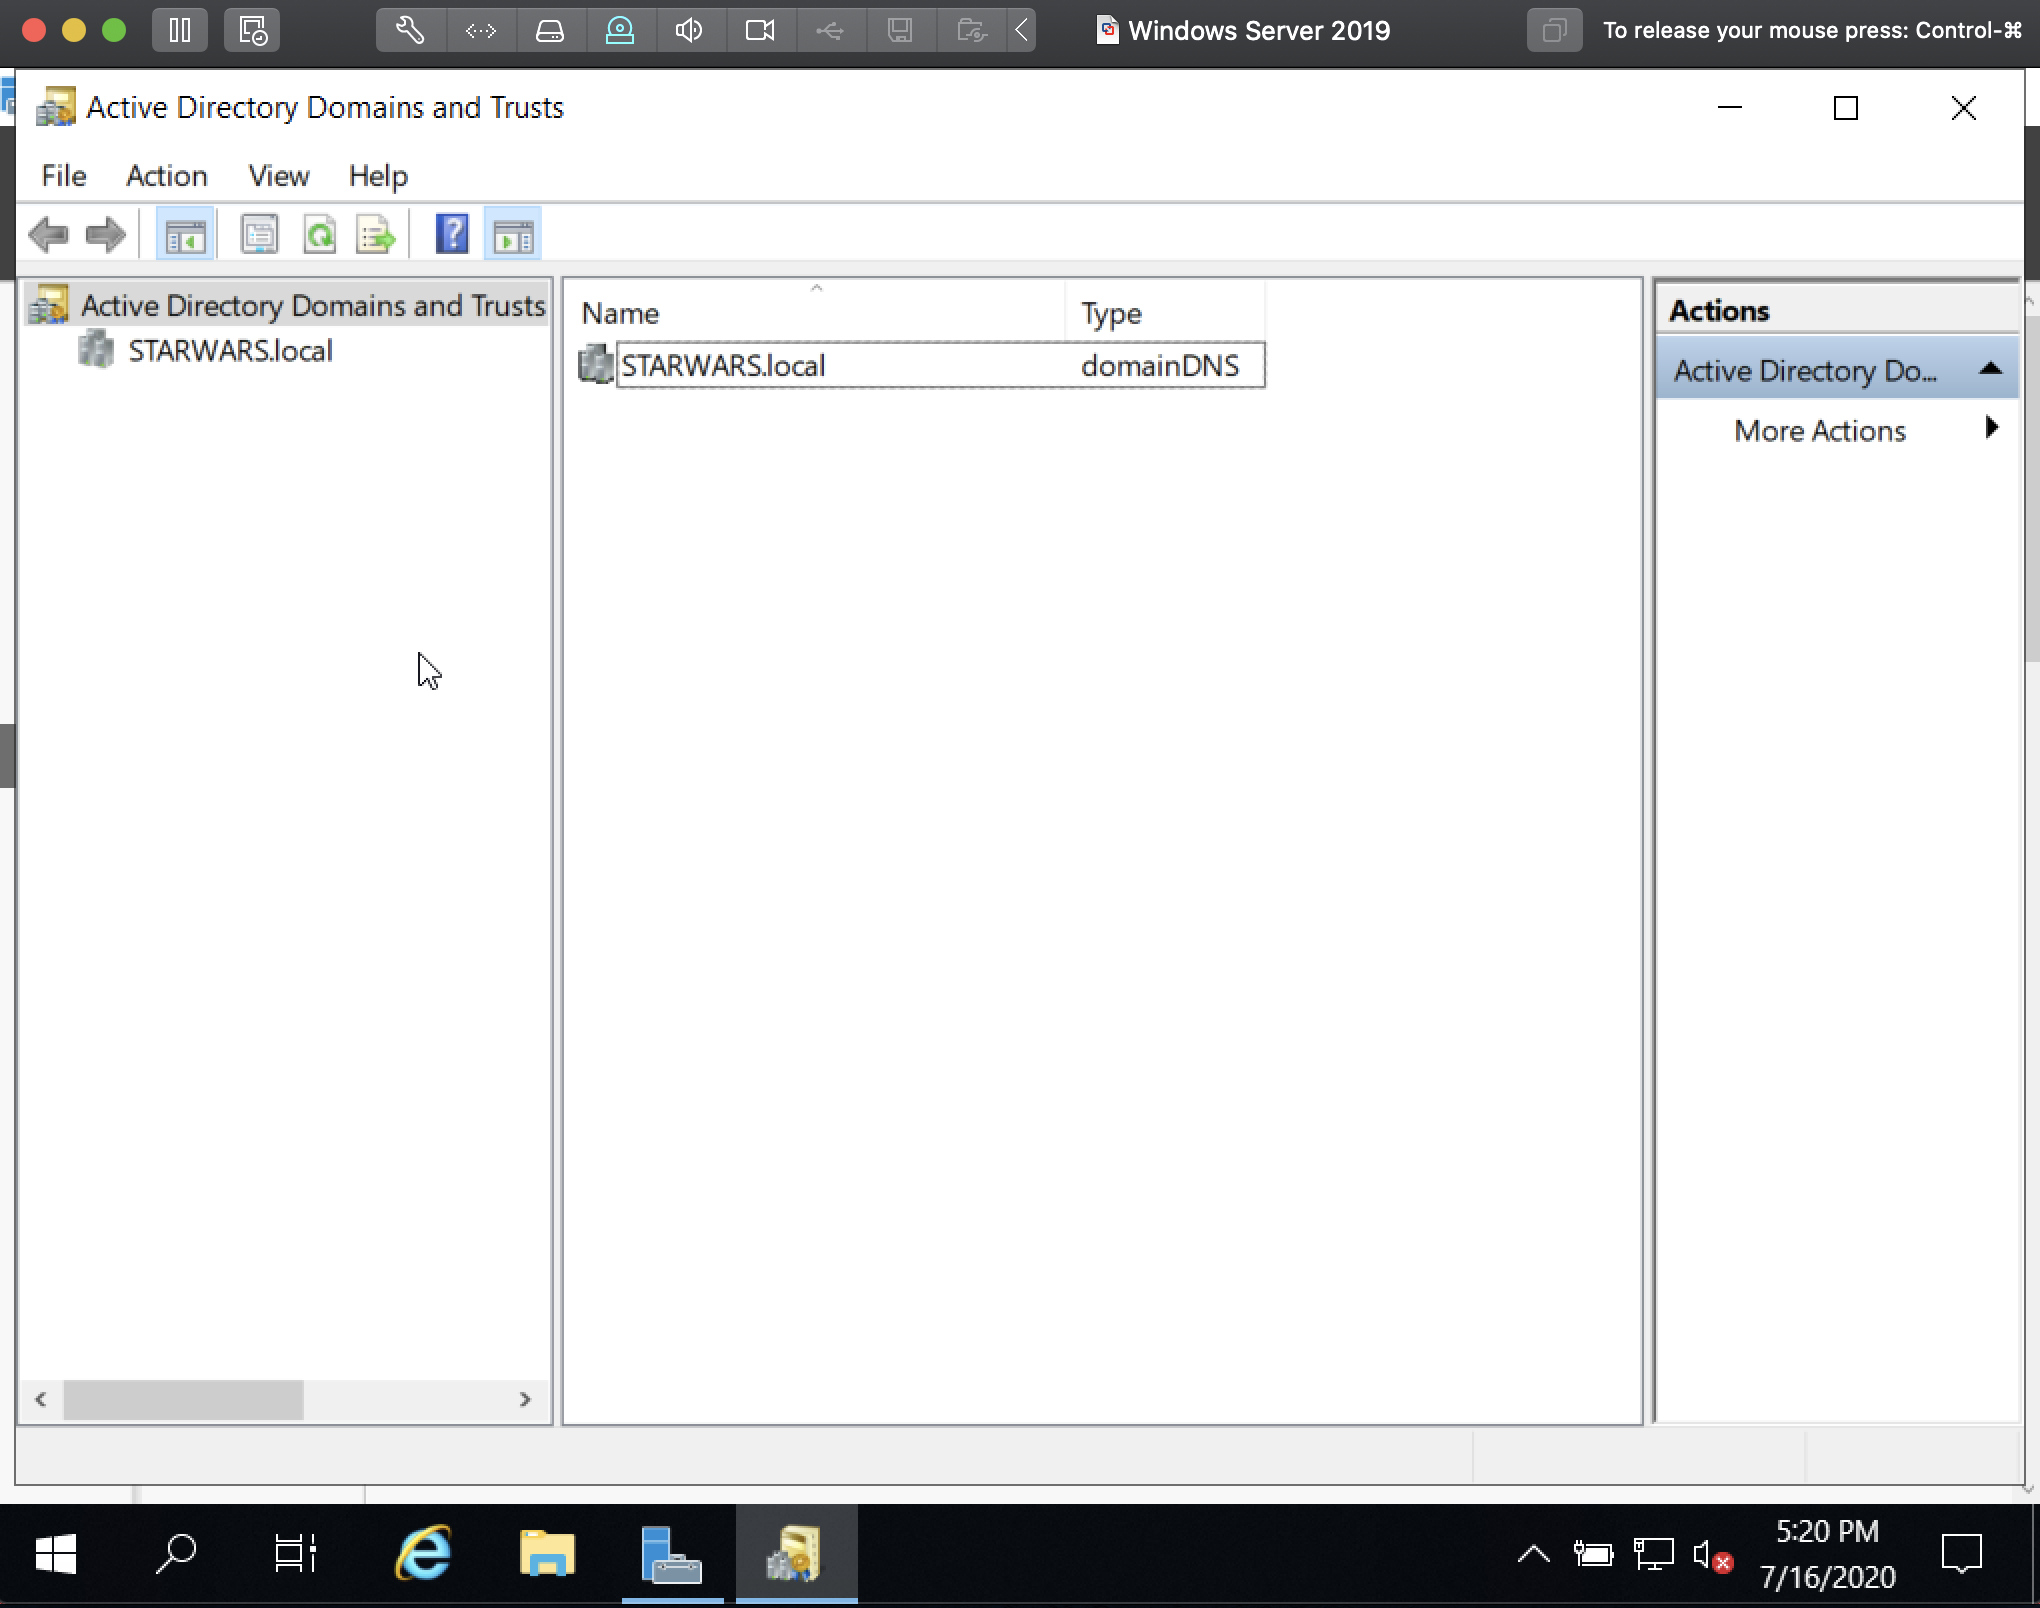 Windows Server 2019
To release your mouse press: Control-⌘
Active Directory Domains and Trusts
File Action View Help
Active Directory Domains and Trusts
STARWARS.local
Name Type
STARWARS.local domainDNS
Actions
Active Directory Do...
More Actions
5:20 PM
7/16/2020